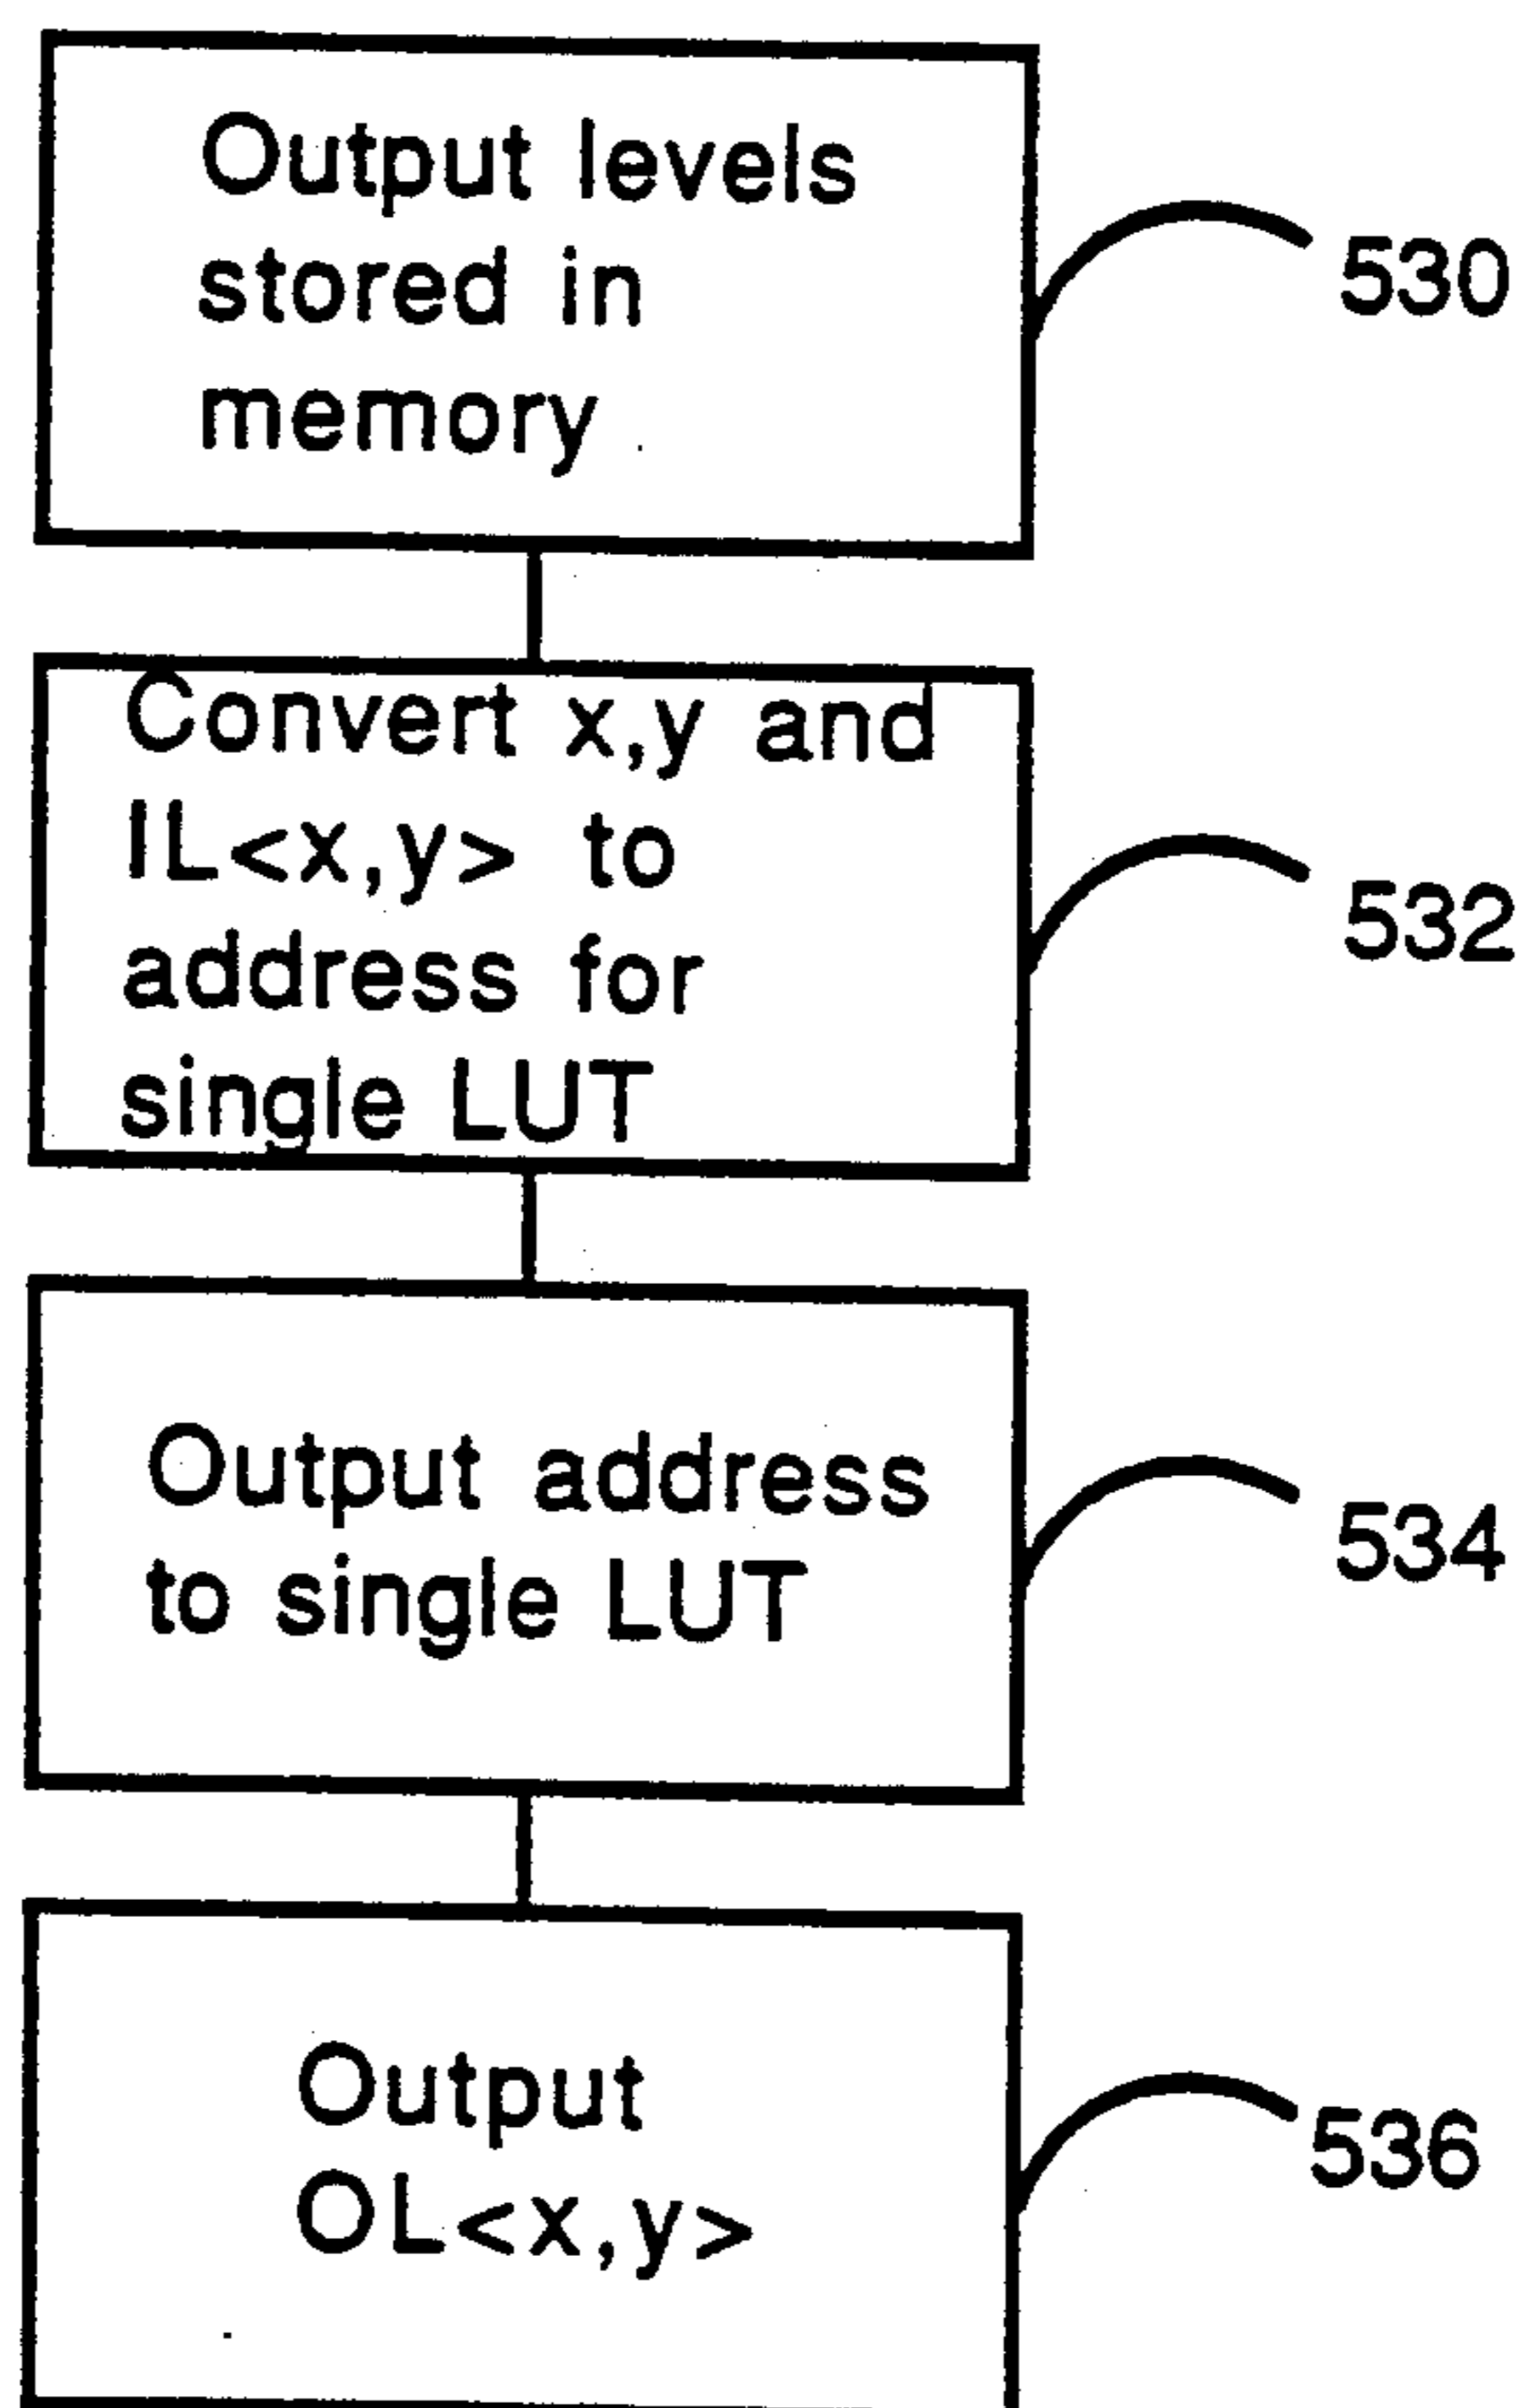 Output levels
stored in
memory
530
Convert x,y and
IL<x,y> to
address for
single LUT
532
Output address
to single LUT
534
Output
OL<x,y>
536